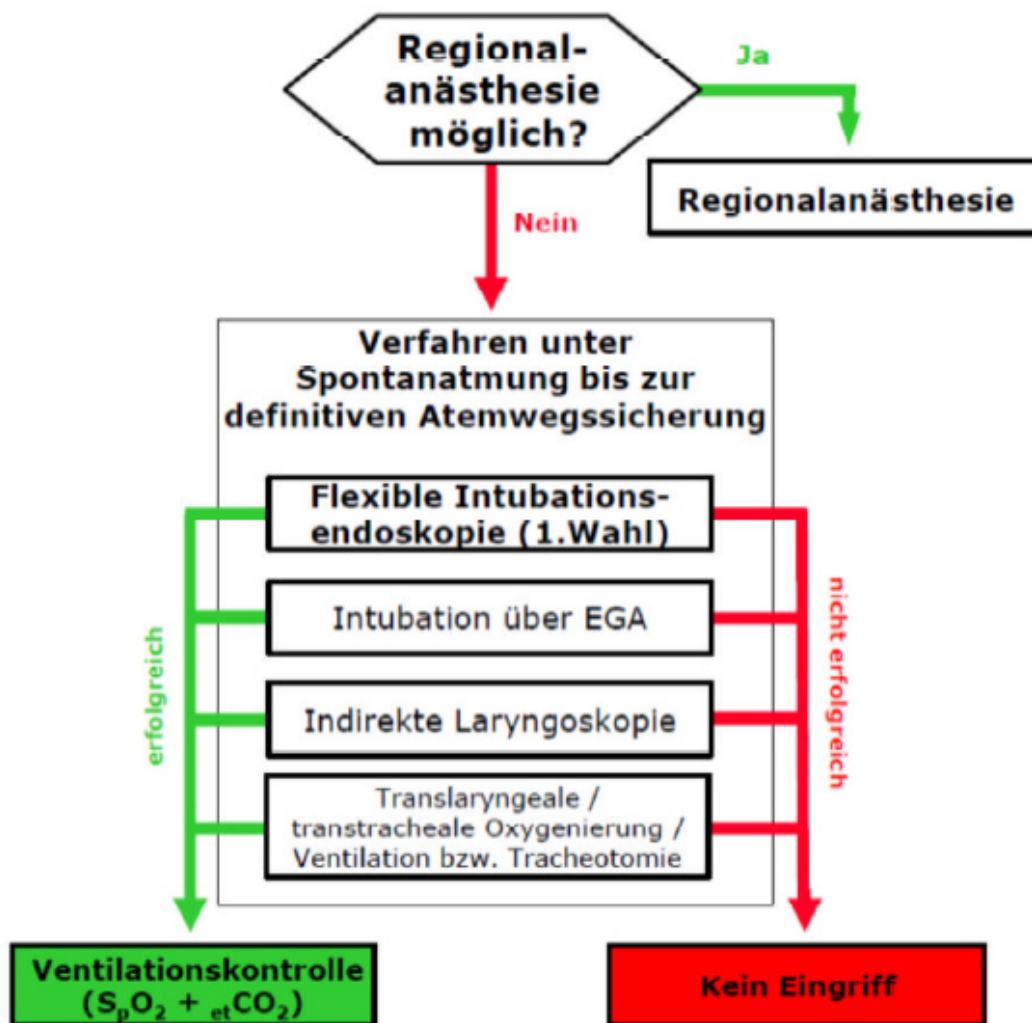 Regional-
anästhesie
möglich?
Ja
Regionalanästhesie
Nein
Verfahren unter
Spontanatmung bis zur
definitiven Atemwegssicherung
Flexible Intubations-
endoskopie (1.Wahl)
Intubation über EGA
Indirekte Laryngoskopie
Translaryngeale /
transtracheale Oxygenierung /
Ventilation bzw. Tracheotomie
erfolgreich
nicht erfolgreich
Ventilationskontrolle
(SpO2 + etCO2)
Kein Eingriff